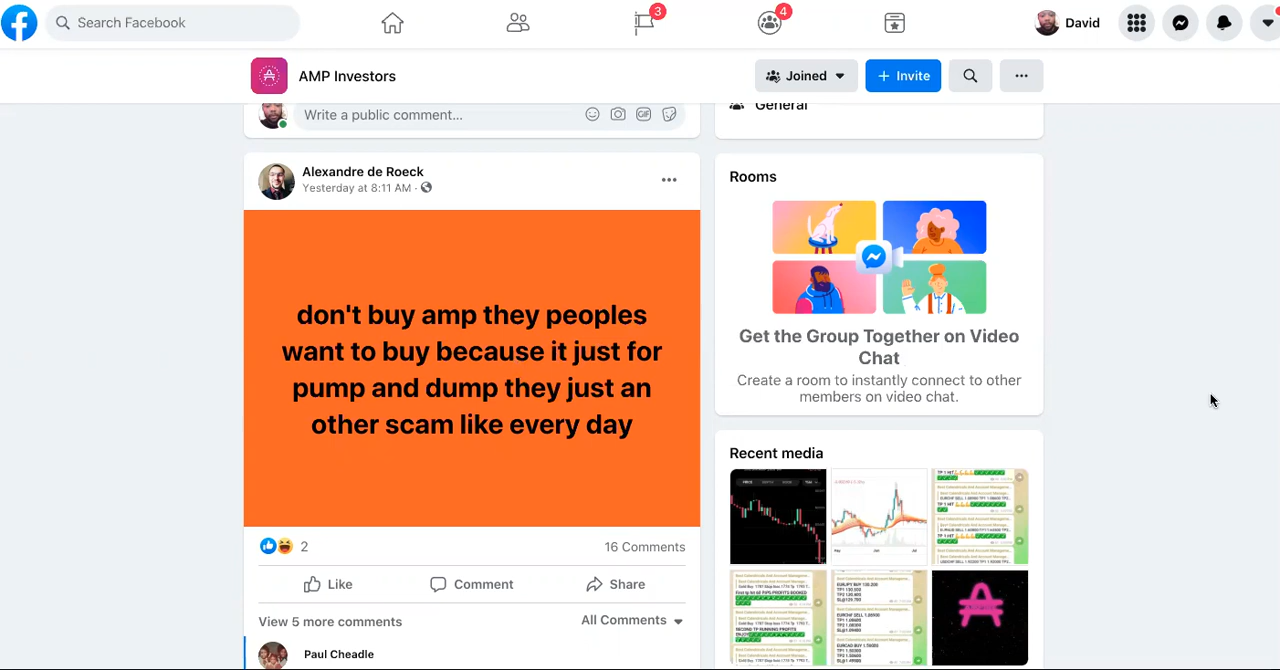 Search Facebook
3
4
David
AMP Investors
Joined
+ Invite
Write a public comment...
GIF
General
Alexandre de Roeck
Yesterday at 8:11 AM ·
don't buy amp they peoples
want to buy because it just for
pump and dump they just an
other scam like every day
2
16 Comments
Like
Comment
Share
View 5 more comments
All Comments
Paul Cheadle
Rooms
Get the Group Together on Video
Chat
Create a room to instantly connect to other
members on video chat.
Recent media